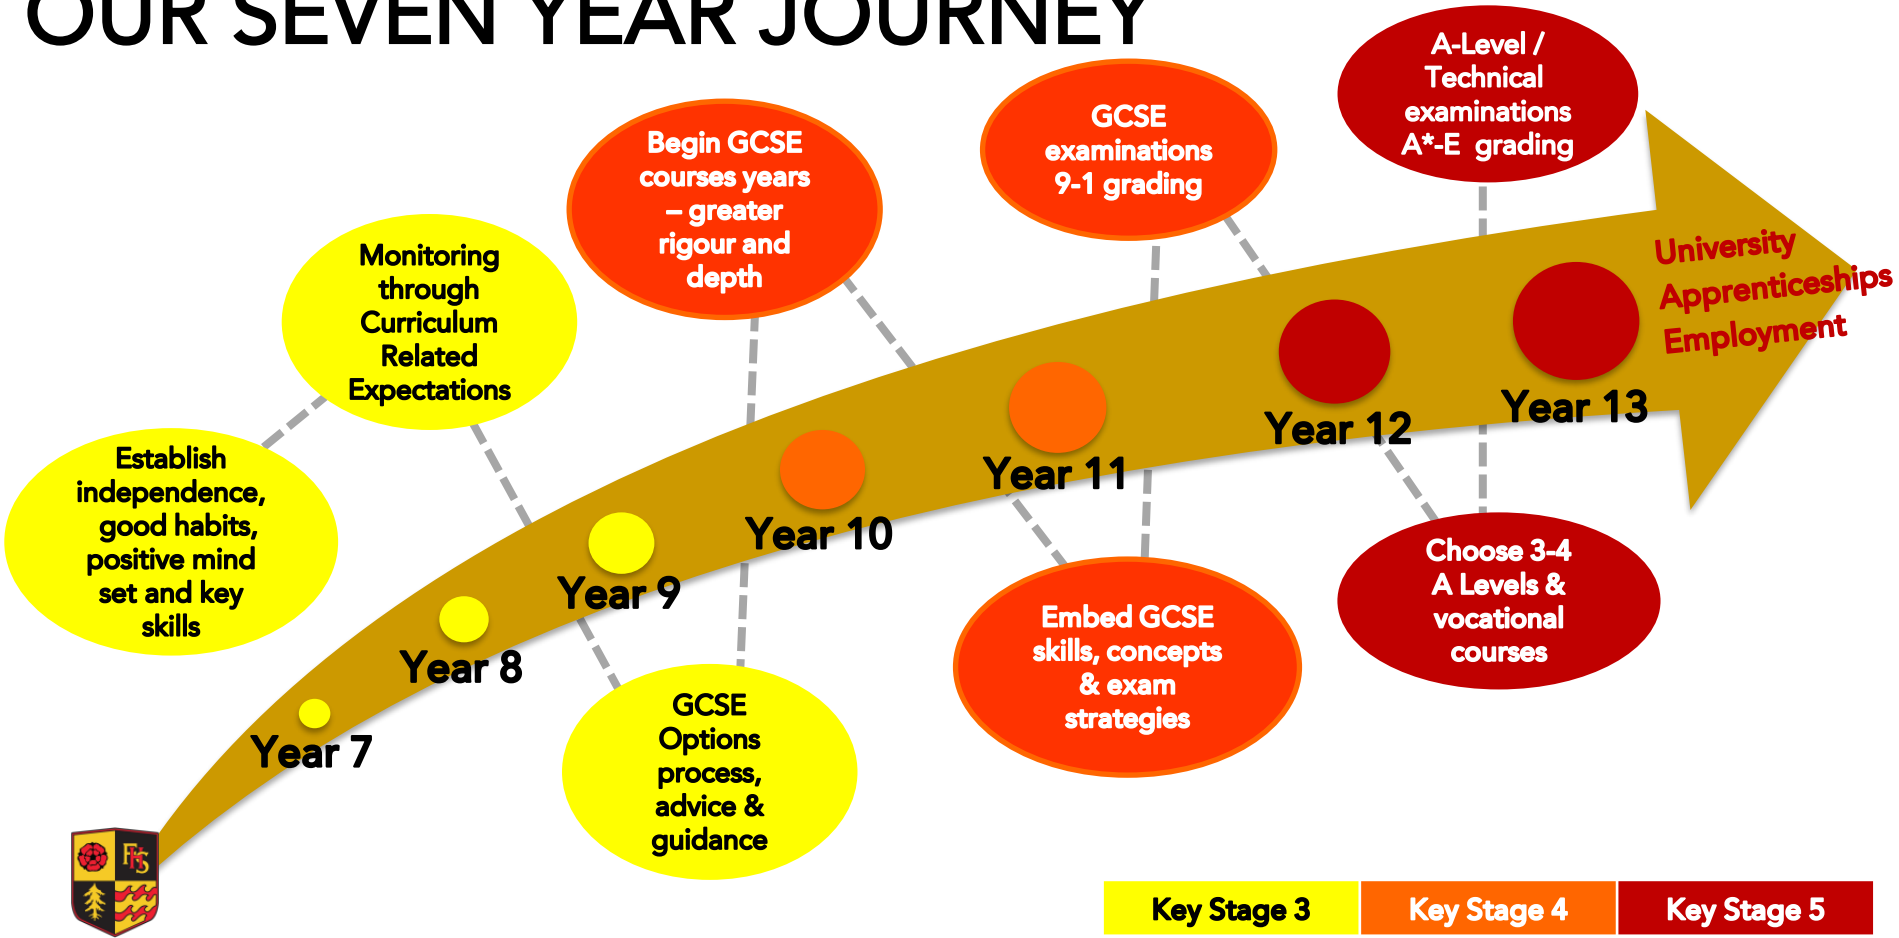 OUR SEVEN YEAR JOURNEY
Establish
independence,
good habits,
positive mind
set and key
skills
Monitoring
through
Curriculum
Related
Expectations
GCSE
Options
process,
advice &
guidance
Begin GCSE
courses years
– greater
rigour and
depth
Embed GCSE
skills, concepts
& exam
strategies
GCSE
examinations
9-1 grading
Choose 3-4
A Levels &
vocational
courses
A-Level /
Technical
examinations
A*-E grading
Year 7
Year 8
Year 9
Year 10
Year 11
Year 12
Year 13
University
Apprenticeships
Employment
FHS
Key Stage 3
Key Stage 4
Key Stage 5